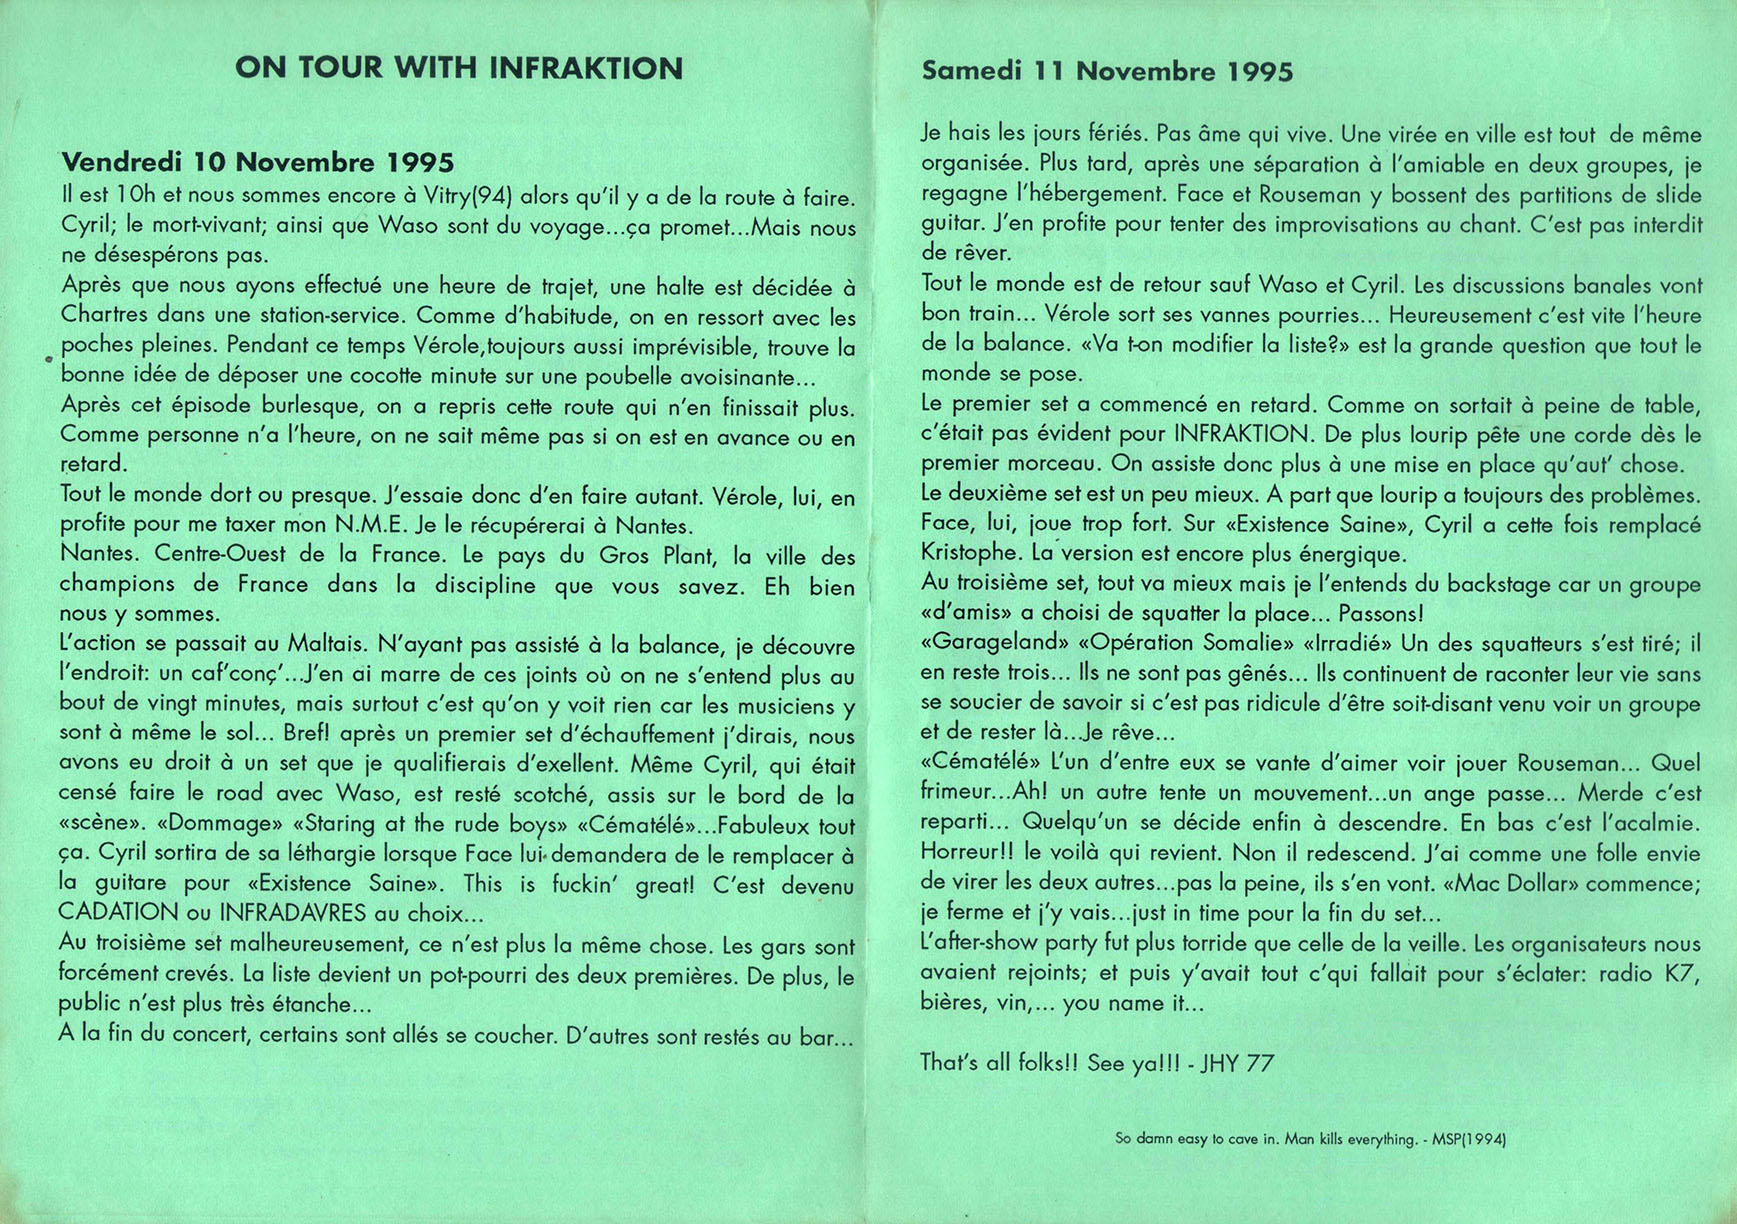 ON TOUR WITH INFRAKTION
Vendredi 10 Novembre 1995
Il est 10h et nous sommes encore à Vitry(94) alors qu'il y a de la route à faire.
Cyril; le mort-vivant; ainsi que Waso sont du voyage...ça promet...Mais nous
ne désespérons pas.
Après que nous ayons effectué une heure de trajet, une halte est décidée à
Chartres dans une station-service. Comme d'habitude, on en ressort avec les
poches pleines. Pendant ce temps Vérole,toujours aussi imprévisible, trouve la
bonne idée de déposer une cocotte minute sur une poubelle avoisinante...
Après cet épisode burlesque, on a repris cette route qui n'en finissait plus.
Comme personne n'a l'heure, on ne sait même pas si on est en avance ou en
retard.
Tout le monde dort ou presque. J'essaie donc d'en faire autant. Vérole, lui, en
profite pour me taxer mon N.M.E. Je le récupérerai à Nantes.
Nantes. Centre-Ouest de la France. Le pays du Gros Plant, la ville des
champions de France dans la discipline que vous savez. Eh bien
nous y sommes.
L'action se passait au Maltais. N'ayant pas assisté à la balance, je découvre
l'endroit: un caf'conç'...J'en ai marre de ces joints où on ne s'entend plus au
bout de vingt minutes, mais surtout c'est qu'on y voit rien car les musiciens y
sont à même le sol... Bref! après un premier set d'échauffement j'dirais, nous
avons eu droit à un set que je qualifierais d'exellent. Même Cyril, qui était
censé faire le road avec Waso, est resté scotché, assis sur le bord de la
«scène». «Dommage» «Staring at the rude boys» «Cématélé»...Fabuleux tout
ça. Cyril sortira de sa léthargie lorsque Face lui demandera de le remplacer à
la guitare pour «Existence Saine». This is fuckin' great! C'est devenu
CADATION ou INFRADAVRES au choix...
Au troisième set malheureusement, ce n'est plus la même chose. Les gars sont
forcément crevés. La liste devient un pot-pourri des deux premières. De plus, le
public n'est plus très étanche...
A la fin du concert, certains sont allés se coucher. D'autres sont restés au bar...
Samedi 11 Novembre 1995
Je hais les jours fériés. Pas âme qui vive. Une virée en ville est tout de même
organisée. Plus tard, après une séparation à l'amiable en deux groupes, je
regagne l'hébergement. Face et Rouseman y bossent des partitions de slide
guitar. J'en profite pour tenter des improvisations au chant. C'est pas interdit
de rêver.
Tout le monde est de retour sauf Waso et Cyril. Les discussions banales vont
bon train... Vérole sort ses vannes pourries... Heureusement c'est vite l'heure
de la balance. «Va t-on modifier la liste?» est la grande question que tout le
monde se pose.
Le premier set a commencé en retard. Comme on sortait à peine de table,
c'était pas évident pour INFRAKTION. De plus lourip pête une corde dès le
premier morceau. On assiste donc plus à une mise en place qu'aut' chose.
Le deuxième set est un peu mieux. A part que lourip a toujours des problèmes.
Face, lui, joue trop fort. Sur «Existence Saine», Cyril a cette fois remplacé
Kristophe. La version est encore plus énergique.
Au troisième set, tout va mieux mais je l'entends du backstage car un groupe
«d'amis» a choisi de squatter la place... Passons!
«Garageland» «Opération Somalie» «Irradié» Un des squatteurs s'est tiré; il
en reste trois... Ils ne sont pas gênés... Ils continuent de raconter leur vie sans
se soucier de savoir si c'est pas ridicule d'être soit-disant venu voir un groupe
et de rester là...Je rêve...
«Cématélé» L'un d'entre eux se vante d'aimer voir jouer Rouseman... Quel
frimeur...Ah! un autre tente un mouvement...un ange passe... Merde c'est
reparti... Quelqu'un se décide enfin à descendre. En bas c'est l'acalmie.
Horreur!! le voilà qui revient. Non il redescend. J'ai comme une folle envie
de virer les deux autres...pas la peine, ils s'en vont. «Mac Dollar» commence;
je ferme et j'y vais...just in time pour la fin du set...
L'after-show party fut plus torride que celle de la veille. Les organisateurs nous
avaient rejoints; et puis y'avait tout c'qui fallait pour s'éclater: radio K7,
bières, vin,... you name it...
That's all folks!! See ya!!! - JHY 77
So damn easy to cave in. Man kills everything. - MSP(1994)